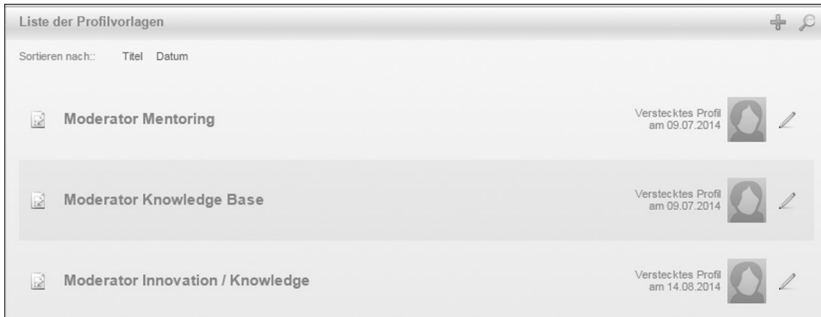 Liste der Profilvorlagen
Sortieren nach:: Titel Datum
Moderator Mentoring
Verstecktes Profil
am 09.07.2014
Moderator Knowledge Base
Verstecktes Profil
am 09.07.2014
Moderator Innovation / Knowledge
Verstecktes Profil
am 14.08.2014